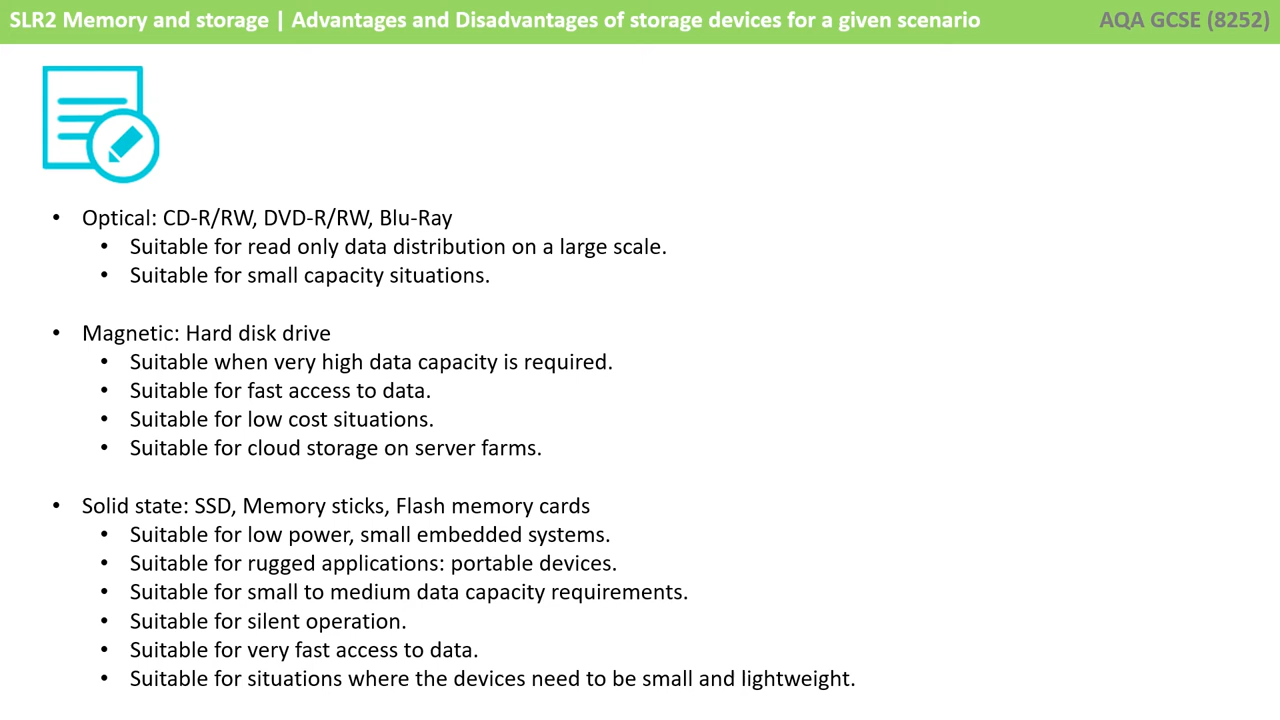 SLR2 Memory and storage | Advantages and Disadvantages of storage devices for a given scenario
AQA GCSE (8252)
• Optical: CD-R/RW, DVD-R/RW, Blu-Ray
• Suitable for read only data distribution on a large scale.
• Suitable for small capacity situations.
• Magnetic: Hard disk drive
• Suitable when very high data capacity is required.
• Suitable for fast access to data.
• Suitable for low cost situations.
• Suitable for cloud storage on server farms.
• Solid state: SSD, Memory sticks, Flash memory cards
• Suitable for low power, small embedded systems.
• Suitable for rugged applications: portable devices.
• Suitable for small to medium data capacity requirements.
• Suitable for silent operation.
• Suitable for very fast access to data.
• Suitable for situations where the devices need to be small and lightweight.